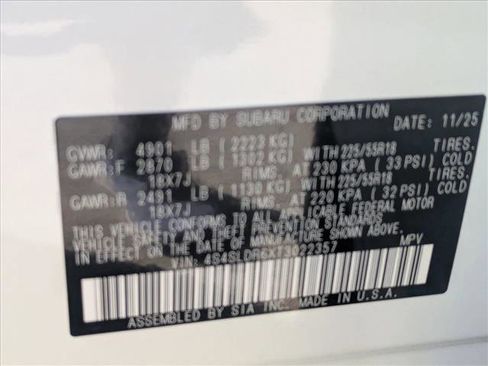 MFD BY SUBARU CORPORATION DATE: 11/25
GVWR: 4901 LB (2223 KG)
GAWR:F 2870 LB (1302 KG) WITH 225/55R18 TIRES.
18X7J RIMS, AT 230 KPA (33 PSI) COLD
GAWR:R 2491 LB (1130 KG) WITH 225/55R18 TIRES.
18X7J RIMS, AT 220 KPA (32 PSI) COLD
THIS VEHICLE CONFORMS TO ALL APPLICABLE FEDERAL MOTOR
VEHICLE SAFETY STANDARDS IN EFFECT ON THE
DATE OF MANUFACTURE SHOWN ABOVE.
VIN: MPV
ASSEMBLED BY SIA INC. MADE IN U.S.A.